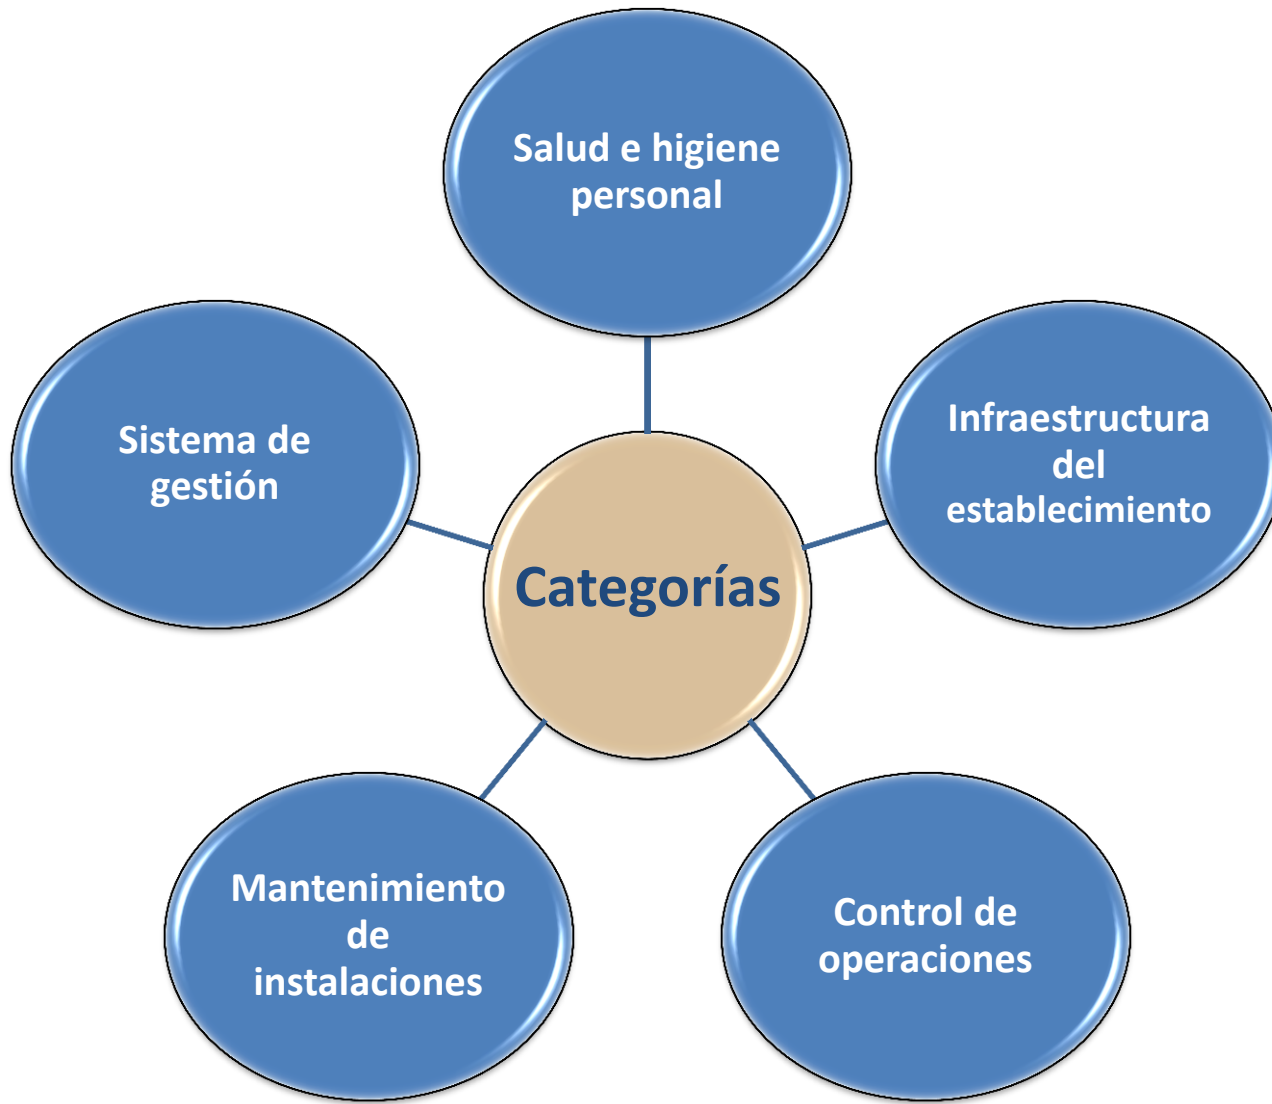 Salud e higiene
personal
Sistema de
gestión
Infraestructura
del
establecimiento
Categorías
Mantenimiento
de
instalaciones
Control de
operaciones